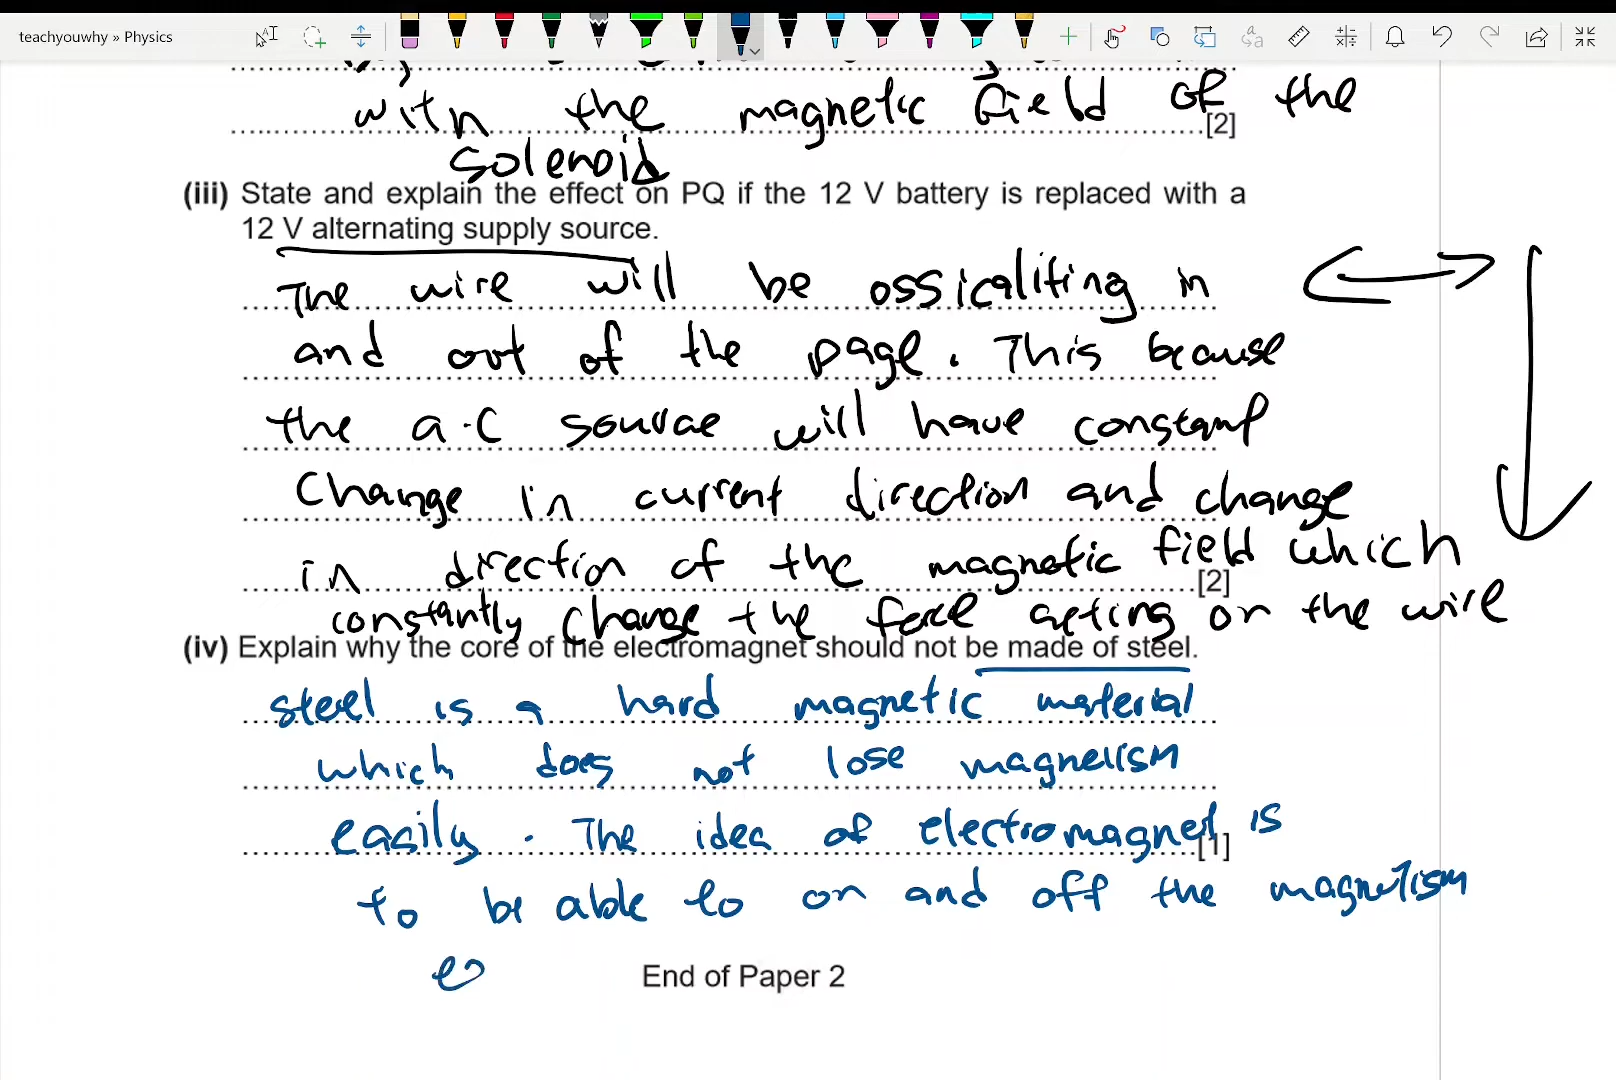 teachyouwhy » Physics
with the magnetic field of the
[2]
solenoid
(iii) State and explain the effect on PQ if the 12 V battery is replaced with a
12 V alternating supply source.
The wire will be ossicaliting in
and out of the page. This because
the a.c source will have constant
change in current direction and change
in direction of the magnetic field which
[2]
constantly change the force acting on the wire
(iv) Explain why the core of the electromagnet should not be made of steel.
steel is a hard magnetic material
which does not lose magnetism
easily. The idea of electromagnet is
[1]
to be able to on and off the magnetism
End of Paper 2